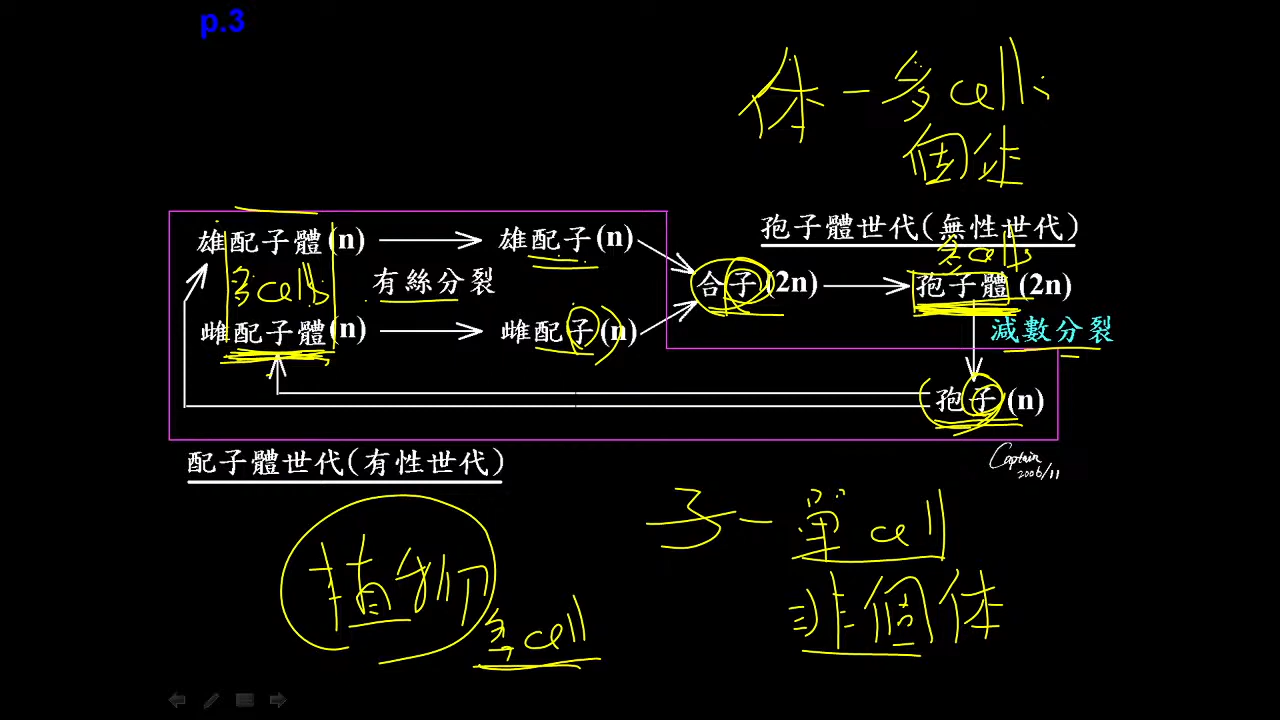 p.3
体－多cells
個体
孢子體世代(無性世代)
雄配子體(n)
雄配子(n)
多cells
多cells
有絲分裂
合子(2n)
孢子體(2n)
雌配子體(n)
雌配子(n)
減數分裂
孢子(n)
配子體世代(有性世代)
Captain
2006/11
子－單cell
植物
多cell
非個体